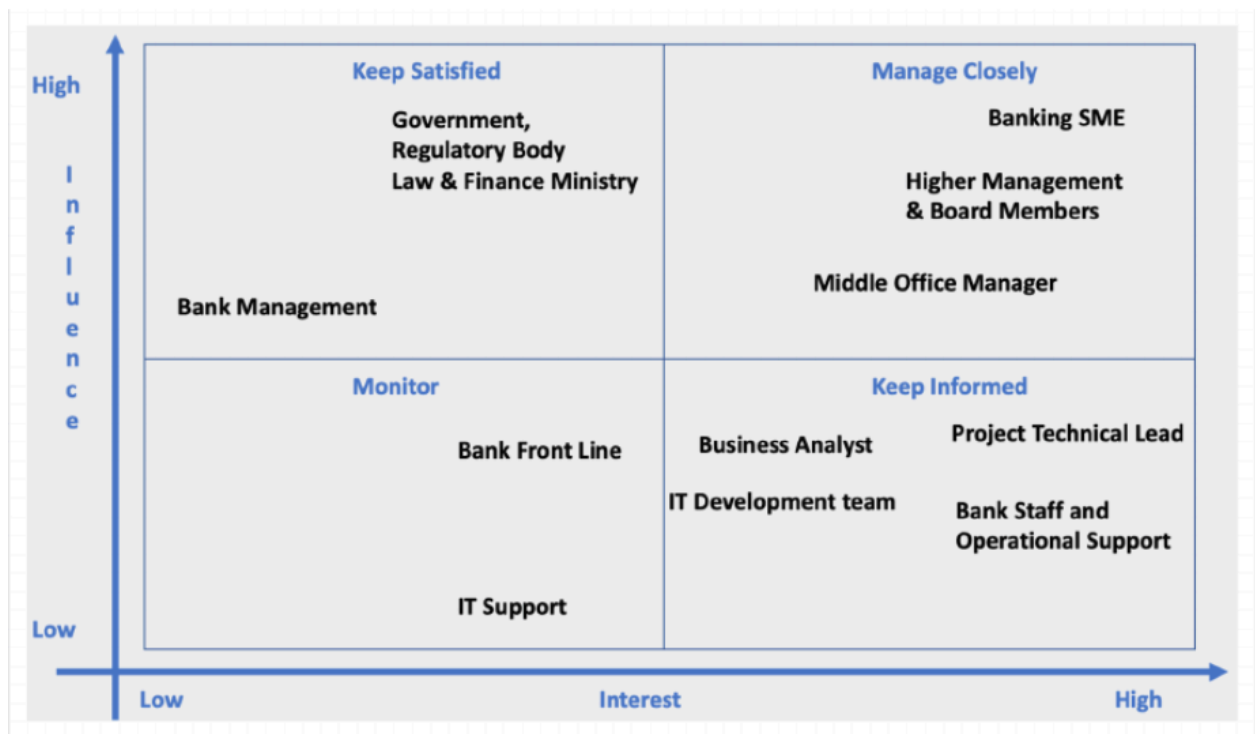 High
Influence
Low
Keep Satisfied
Government,
Regulatory Body
Law & Finance Ministry
Bank Management
Manage Closely
Banking SME
Higher Management
& Board Members
Middle Office Manager
Monitor
Bank Front Line
IT Support
Keep Informed
Business Analyst
Project Technical Lead
IT Development team
Bank Staff and
Operational Support
Low
Interest
High